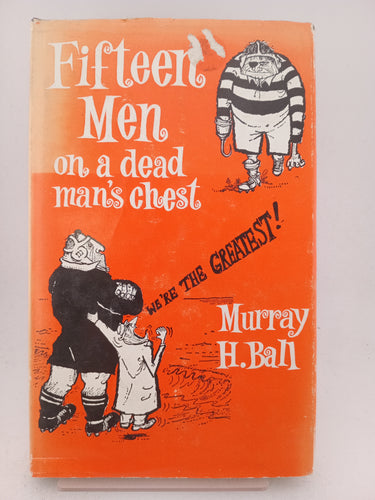 Fifteen
Men
on a dead
man's chest
WE'RE THE GREATEST!
Murray
H. Ball